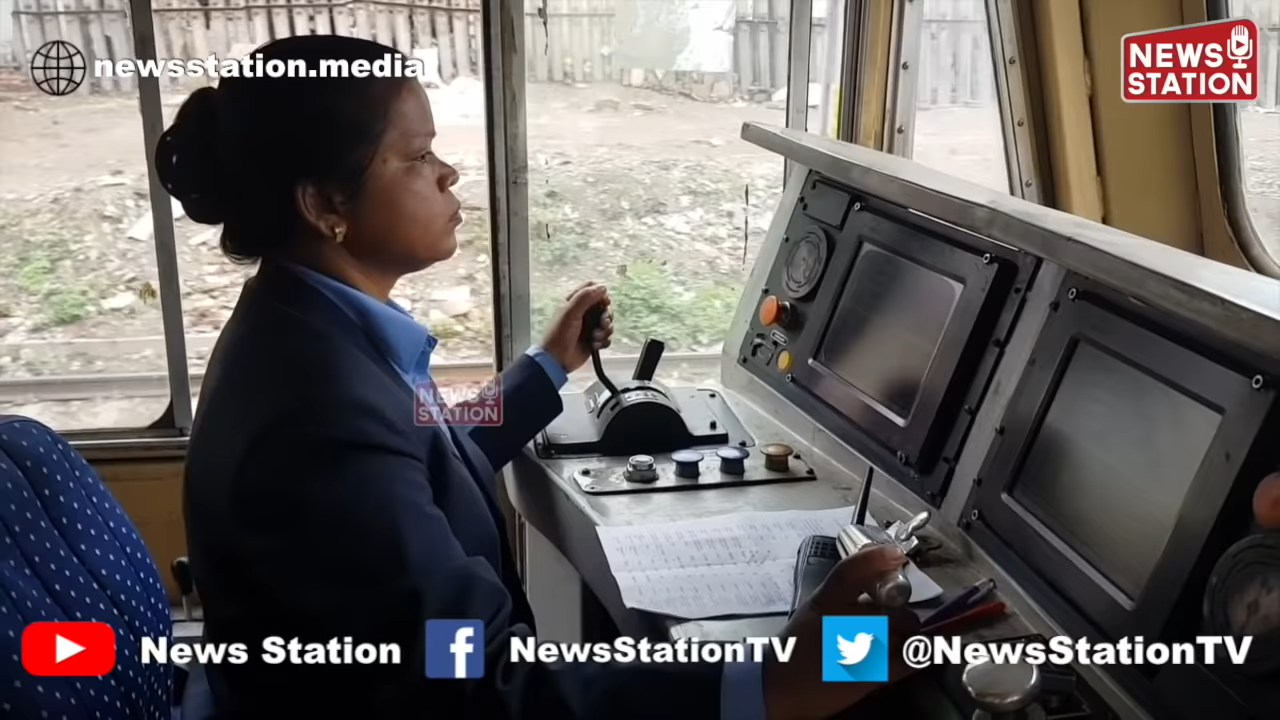 newsstation.media
NEWS
STATION
NEWS
STATION
News Station
NewsStationTV
@NewsStationTV